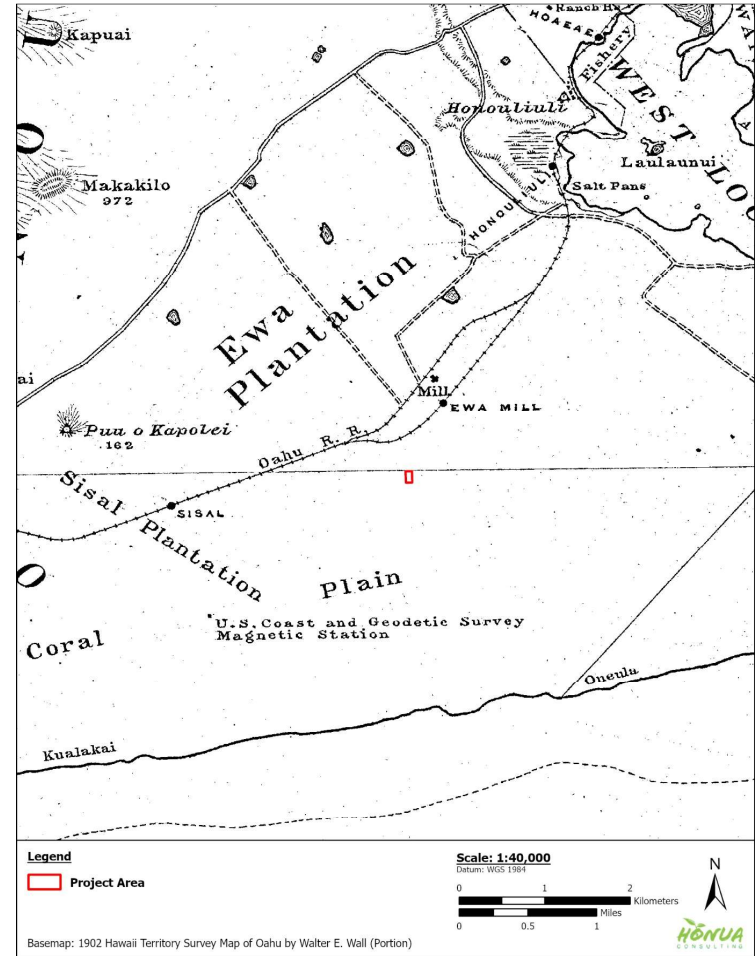 Ranch Ho
HOAEAE
Kapuai
Fishery
WEST LOC
Honouliuli
Laulaunui
Makakilo
972
Salt Pans
HONOULIULI
Ewa
Plantation
Mill
EWA MILL
ai
Puu o Kapolei
.162
Oahu R. R.
Sisal Plantation
SISAL
Plain
Coral
U.S. Coast and Geodetic Survey
Magnetic Station
Oneula
Kualakai
Legend
Project Area
Scale: 1:40,000
Datum: WGS 1984
0 1 2
Kilometers
Miles
0 0.5 1
N
HONUA
CONSULTING
Basemap: 1902 Hawaii Territory Survey Map of Oahu by Walter E. Wall (Portion)